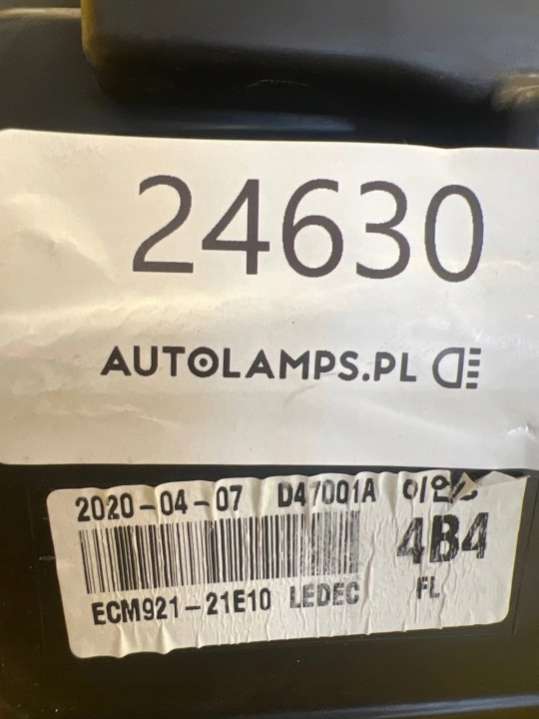 24630
AUTOLAMPS.PL
2020-04-07 D47001A
4B4
ECM921-21E10 LEDEC FL